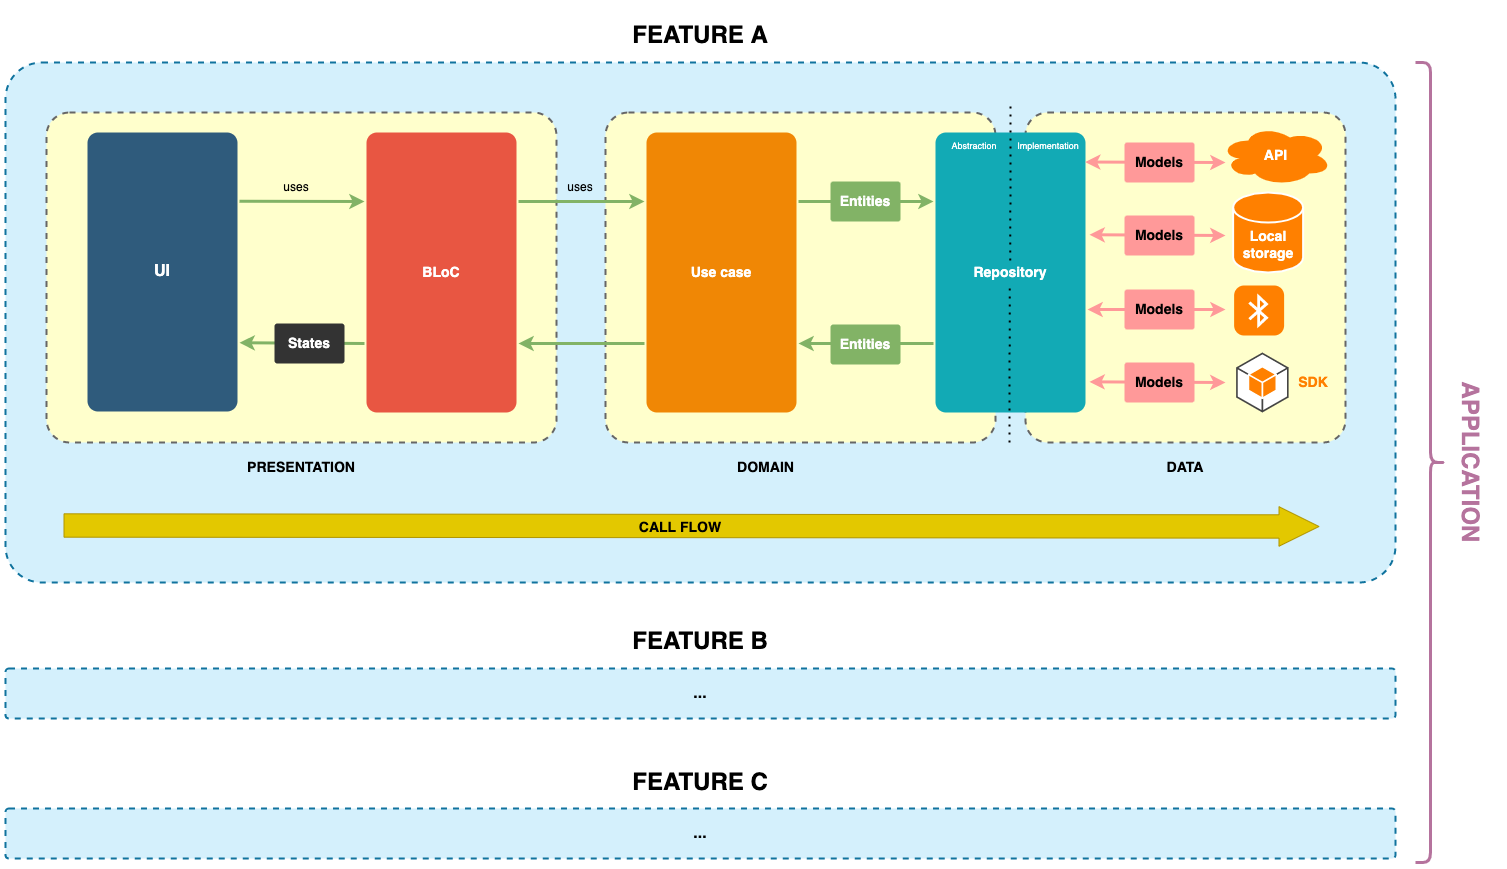 FEATURE A
uses
uses
Abstraction
Implementation
Models
API
Entities
Models
Local
storage
UI
BLoC
Use case
Repository
Models
States
Entities
Models
SDK
PRESENTATION
DOMAIN
DATA
CALL FLOW
APPLICATION
FEATURE B
...
FEATURE C
...